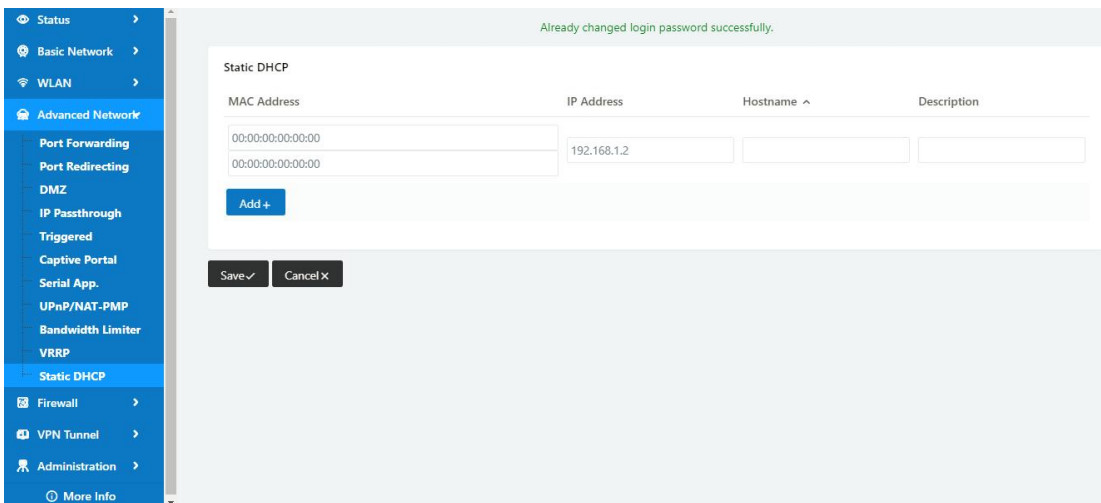 Status
Basic Network
WLAN
Advanced Network
Port Forwarding
Port Redirecting
DMZ
IP Passthrough
Triggered
Captive Portal
Serial App.
UPnP/NAT-PMP
Bandwidth Limiter
VRRP
Static DHCP
Firewall
VPN Tunnel
Administration
More Info
Already changed login password successfully.
Static DHCP
MAC Address IP Address Hostname Description
00:00:00:00:00:00
192.168.1.2
00:00:00:00:00:00
Add +
Save Cancel